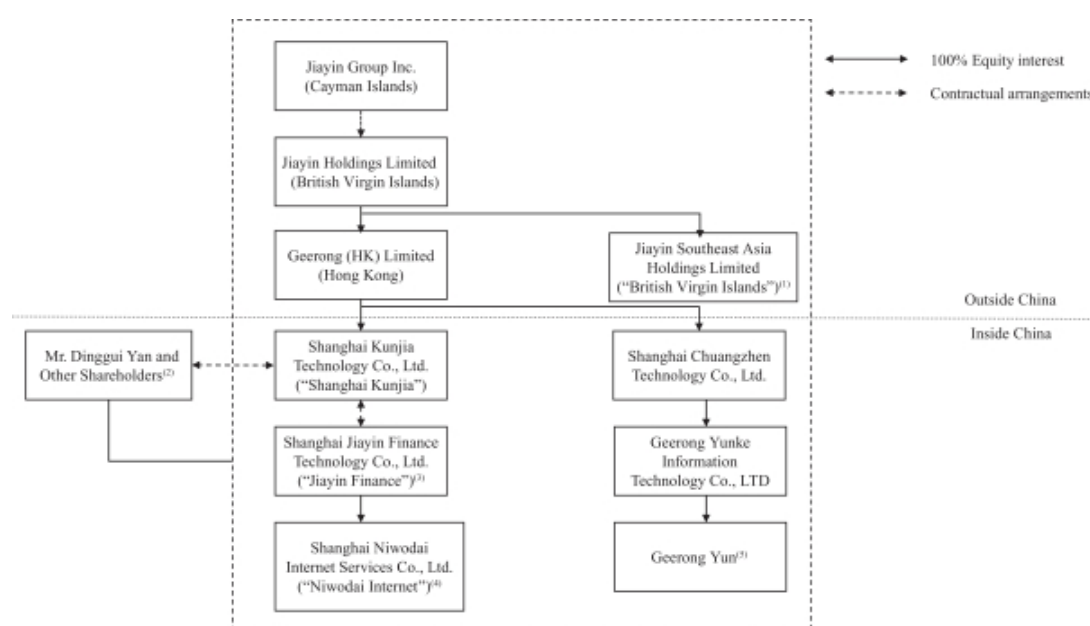 Jiayin Group Inc.
(Cayman Islands)
100% Equity interest
Contractual arrangements
Jiayin Holdings Limited
(British Virgin Islands)
Geerong (HK) Limited
(Hong Kong)
Jiayin Southeast Asia
Holdings Limited
(“British Virgin Islands”)(1)
Outside China
Inside China
Mr. Dinggui Yan and
Other Shareholders(2)
Shanghai Kunjia
Technology Co., Ltd.
(“Shanghai Kunjia”)
Shanghai Chuangzhen
Technology Co., Ltd.
Shanghai Jiayin Finance
Technology Co., Ltd.
(“Jiayin Finance”)(3)
Geerong Yunke
Information
Technology Co., LTD
Shanghai Niwodai
Internet Services Co., Ltd.
(“Niwodai Internet”)(4)
Geerong Yun(5)